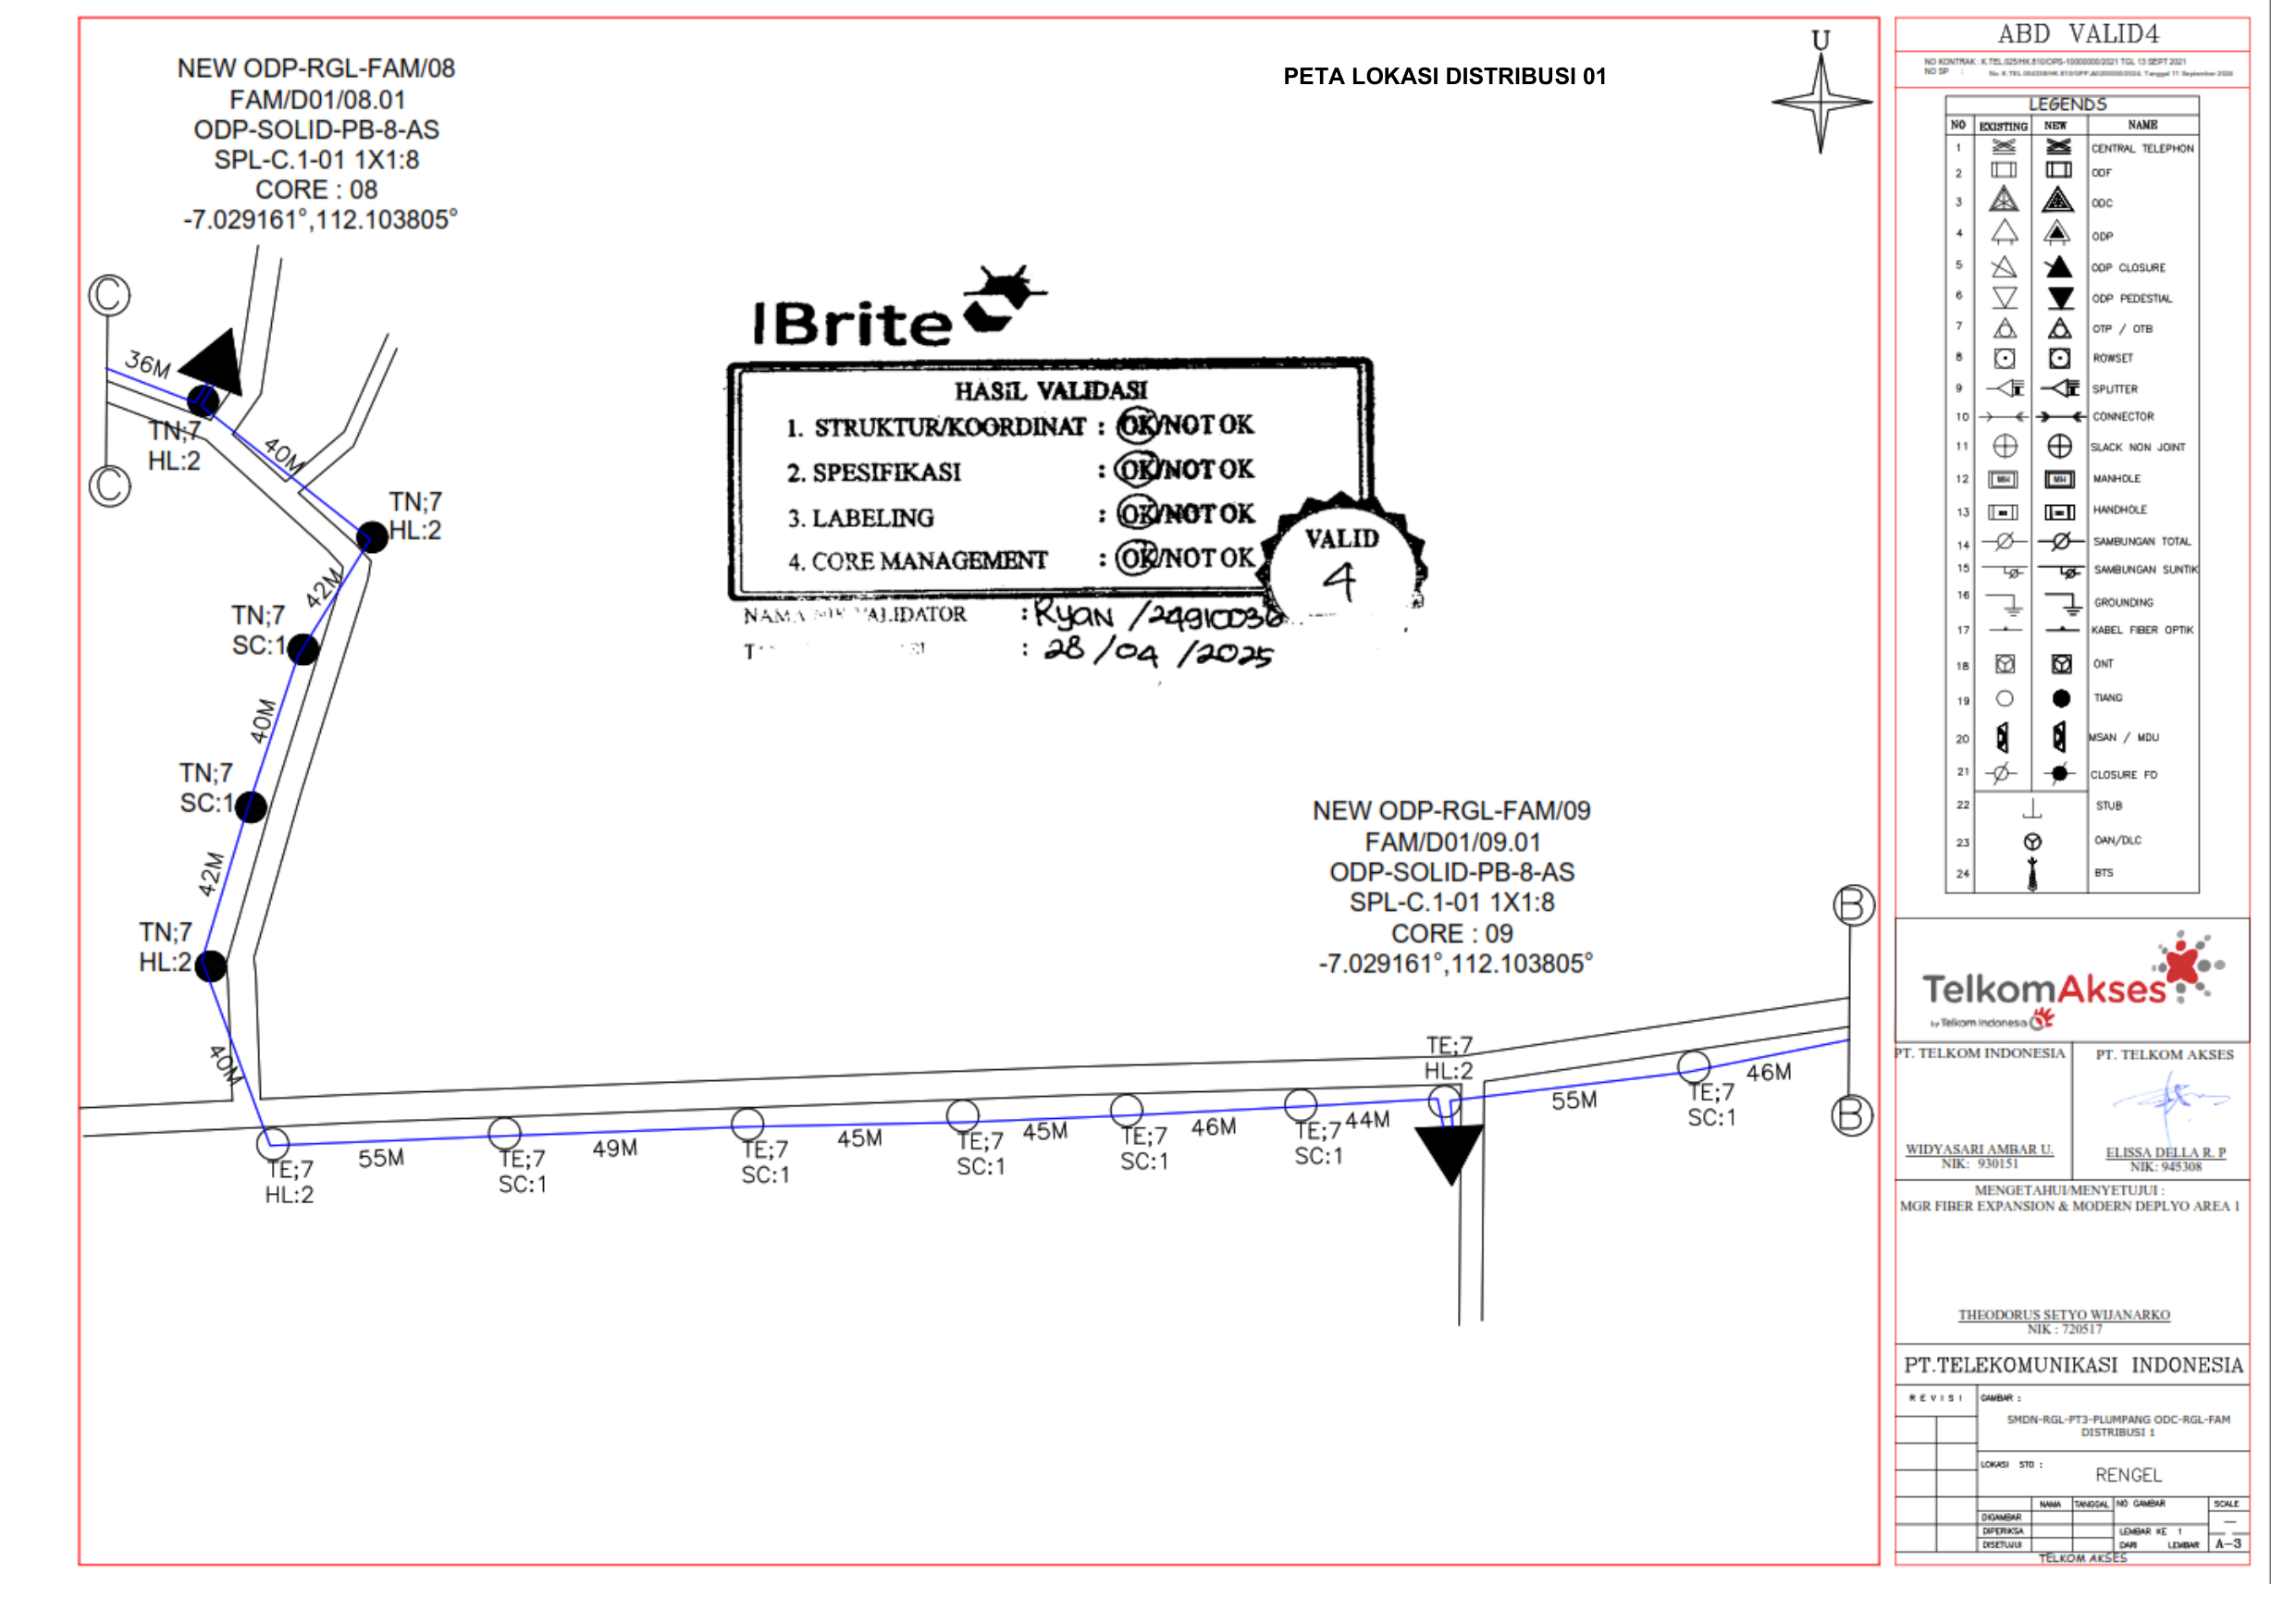 PETA LOKASI DISTRIBUSI 01
U
NEW ODP-RGL-FAM/08
FAM/D01/08.01
ODP-SOLID-PB-8-AS
SPL-C.1-01 1X1:8
CORE : 08
-7.029161°,112.103805°
C
C
36M
TN;7
HL:2
40M
TN;7
HL:2
42M
TN;7
SC:1
40M
TN;7
SC:1
42M
TN;7
HL:2
40M
TE;7
HL:2
55M
TE;7
SC:1
49M
TE;7
SC:1
45M
TE;7
SC:1
45M
TE;7
SC:1
46M
TE;7
SC:1
44M
TE;7
HL:2
55M
TE;7
SC:1
46M
B
B
NEW ODP-RGL-FAM/09
FAM/D01/09.01
ODP-SOLID-PB-8-AS
SPL-C.1-01 1X1:8
CORE : 09
-7.029161°,112.103805°
IBrite
HASIL VALIDASI
1. STRUKTUR/KOORDINAT : OK/NOT OK
2. SPESIFIKASI : OK/NOT OK
3. LABELING : OK/NOT OK
4. CORE MANAGEMENT : OK/NOT OK
VALID
4
NAMA VALIDATOR : Ryan /
: 28/04/2025
ABD VALID4
NO KONTRAK : K.TEL.025/HK.810/OPS-10000000/2021 TGL 13 SEPT 2021
NO SP : Tanggal 11 September 2024
LEGENDS
NO EXISTING NEW NAME
1 CENTRAL TELEPHON
2 ODF
3 ODC
4 ODP
5 ODP CLOSURE
6 ODP PEDESTIAL
7 OTP / OTB
8 ROWSET
9 SPLITTER
10 CONNECTOR
11 SLACK NON JOINT
12 MH MH MANHOLE
13 HANDHOLE
14 SAMBUNGAN TOTAL
15 SAMBUNGAN SUNTIK
16 GROUNDING
17 KABEL FIBER OPTIK
18 ONT
19 TIANG
20 MSAN / MDU
21 CLOSURE FO
22 STUB
23 OAN/DLC
24 BTS
TelkomAkses
by Telkom Indonesia
PT. TELKOM INDONESIA
WIDYASARI AMBAR U.
NIK: 930151
PT. TELKOM AKSES
ELISSA DELLA R. P
NIK: 945308
MENGETAHUI/MENYETUJUI :
MGR FIBER EXPANSION & MODERN DEPLYO AREA 1
THEODORUS SETYO WIJANARKO
NIK : 720517
PT.TELEKOMUNIKASI INDONESIA
REVISI
GAMBAR :
SMDN-RGL-PT3-PLUMPANG ODC-RGL-FAM
DISTRIBUSI 1
LOKASI STO :
RENGEL
NAMA TANGGAL NO GAMBAR SCALE
DIGAMBAR
DIPERIKSA LEMBAR KE 1
DISETUJUI DARI LEMBAR A-3
TELKOM AKSES